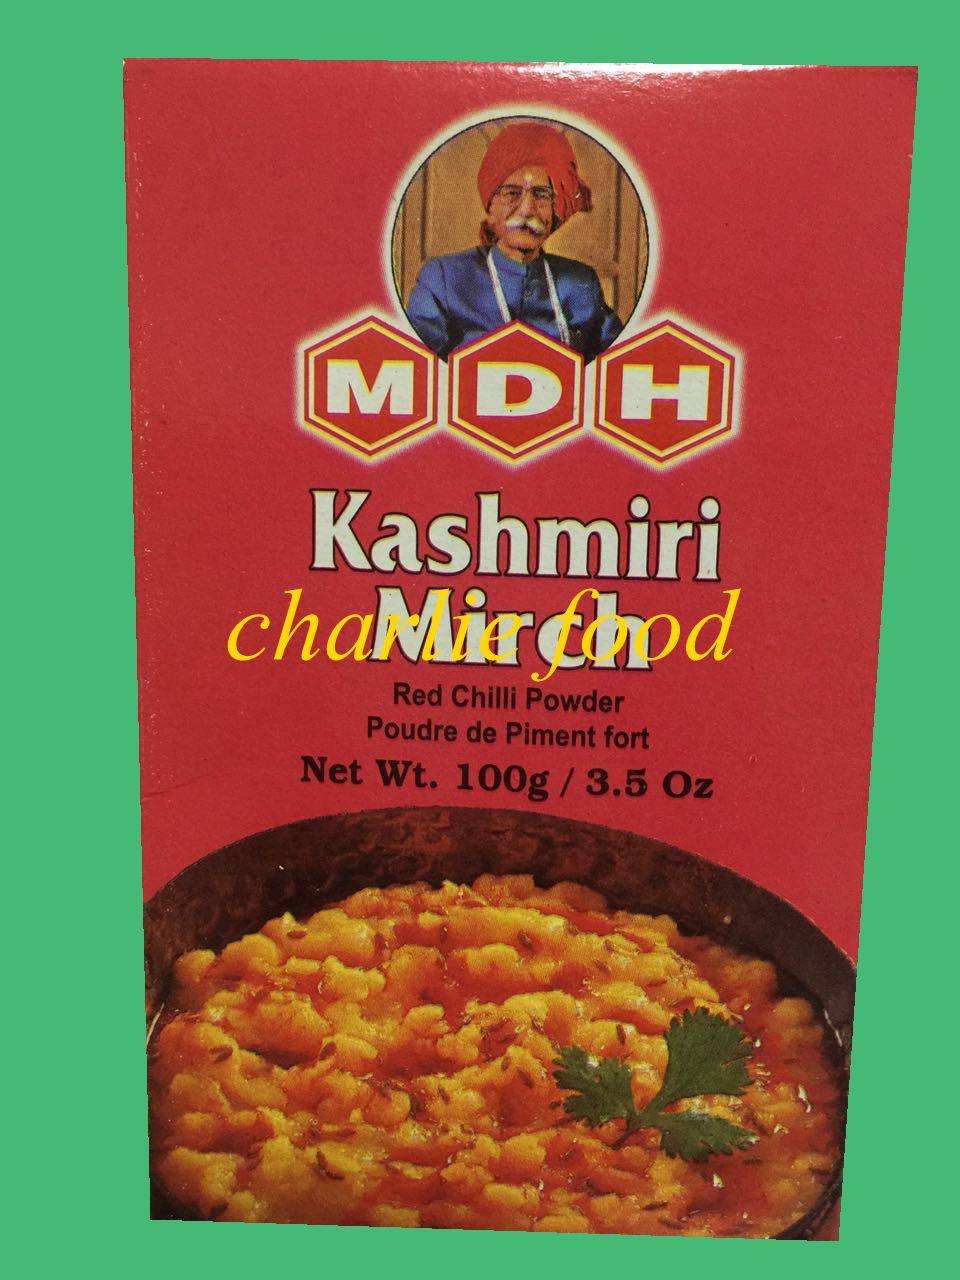 MDH
Kashmiri
Mirch
charlie food
Red Chilli Powder
Poudre de Piment fort
Net Wt. 100g / 3.5 Oz